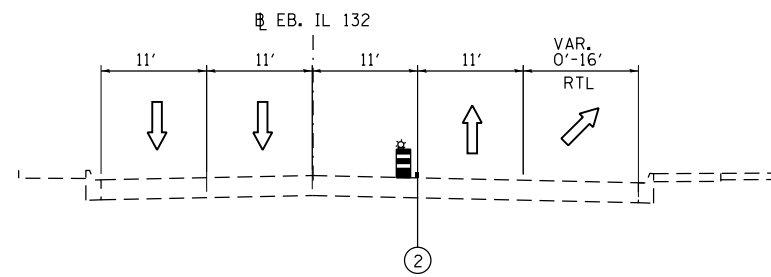 ℄ EB. IL 132
11' 11' 11' 11' VAR.
0'-16'
RTL
2